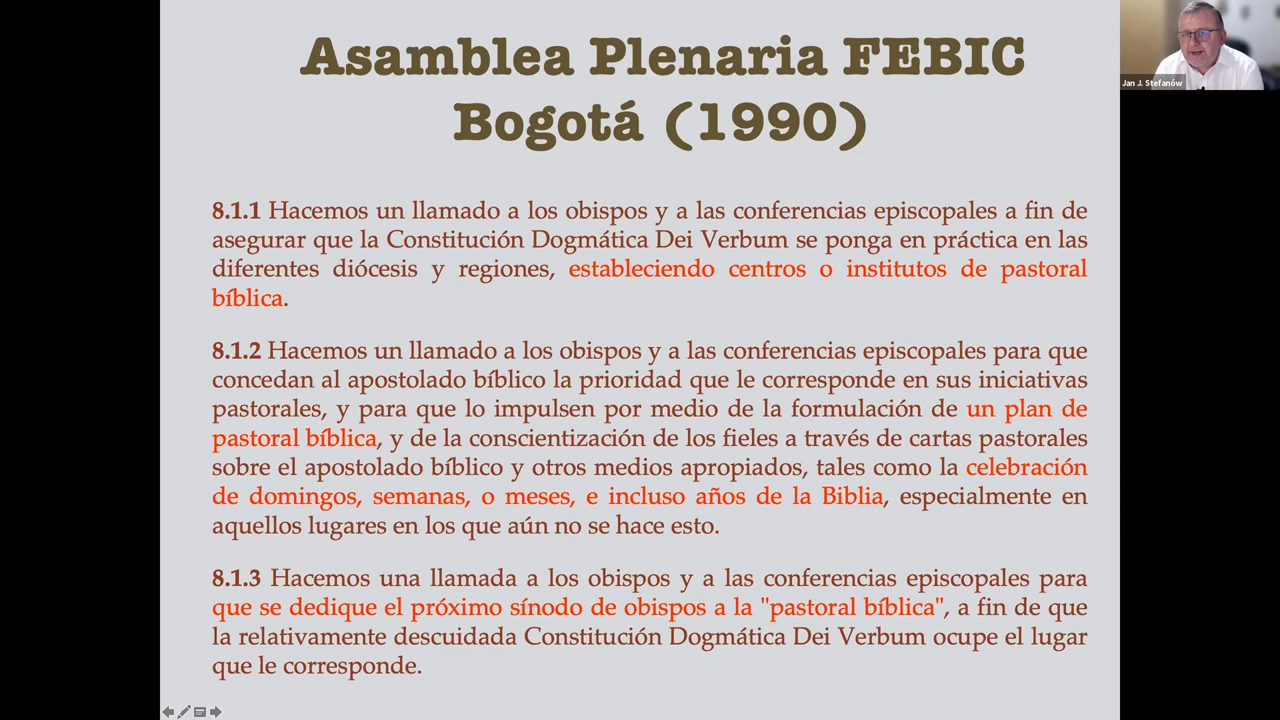 Asamblea Plenaria FEBIC
Bogotá (1990)
Jan J. Stefanów
8.1.1 Hacemos un llamado a los obispos y a las conferencias episcopales a fin de
asegurar que la Constitución Dogmática Dei Verbum se ponga en práctica en las
diferentes diócesis y regiones, estableciendo centros o institutos de pastoral
bíblica.
8.1.2 Hacemos un llamado a los obispos y a las conferencias episcopales para que
concedan al apostolado bíblico la prioridad que le corresponde en sus iniciativas
pastorales, y para que lo impulsen por medio de la formulación de un plan de
pastoral bíblica, y de la conscientización de los fieles a través de cartas pastorales
sobre el apostolado bíblico y otros medios apropiados, tales como la celebración
de domingos, semanas, o meses, e incluso años de la Biblia, especialmente en
aquellos lugares en los que aún no se hace esto.
8.1.3 Hacemos una llamada a los obispos y a las conferencias episcopales para
que se dedique el próximo sínodo de obispos a la "pastoral bíblica", a fin de que
la relativamente descuidada Constitución Dogmática Dei Verbum ocupe el lugar
que le corresponde.